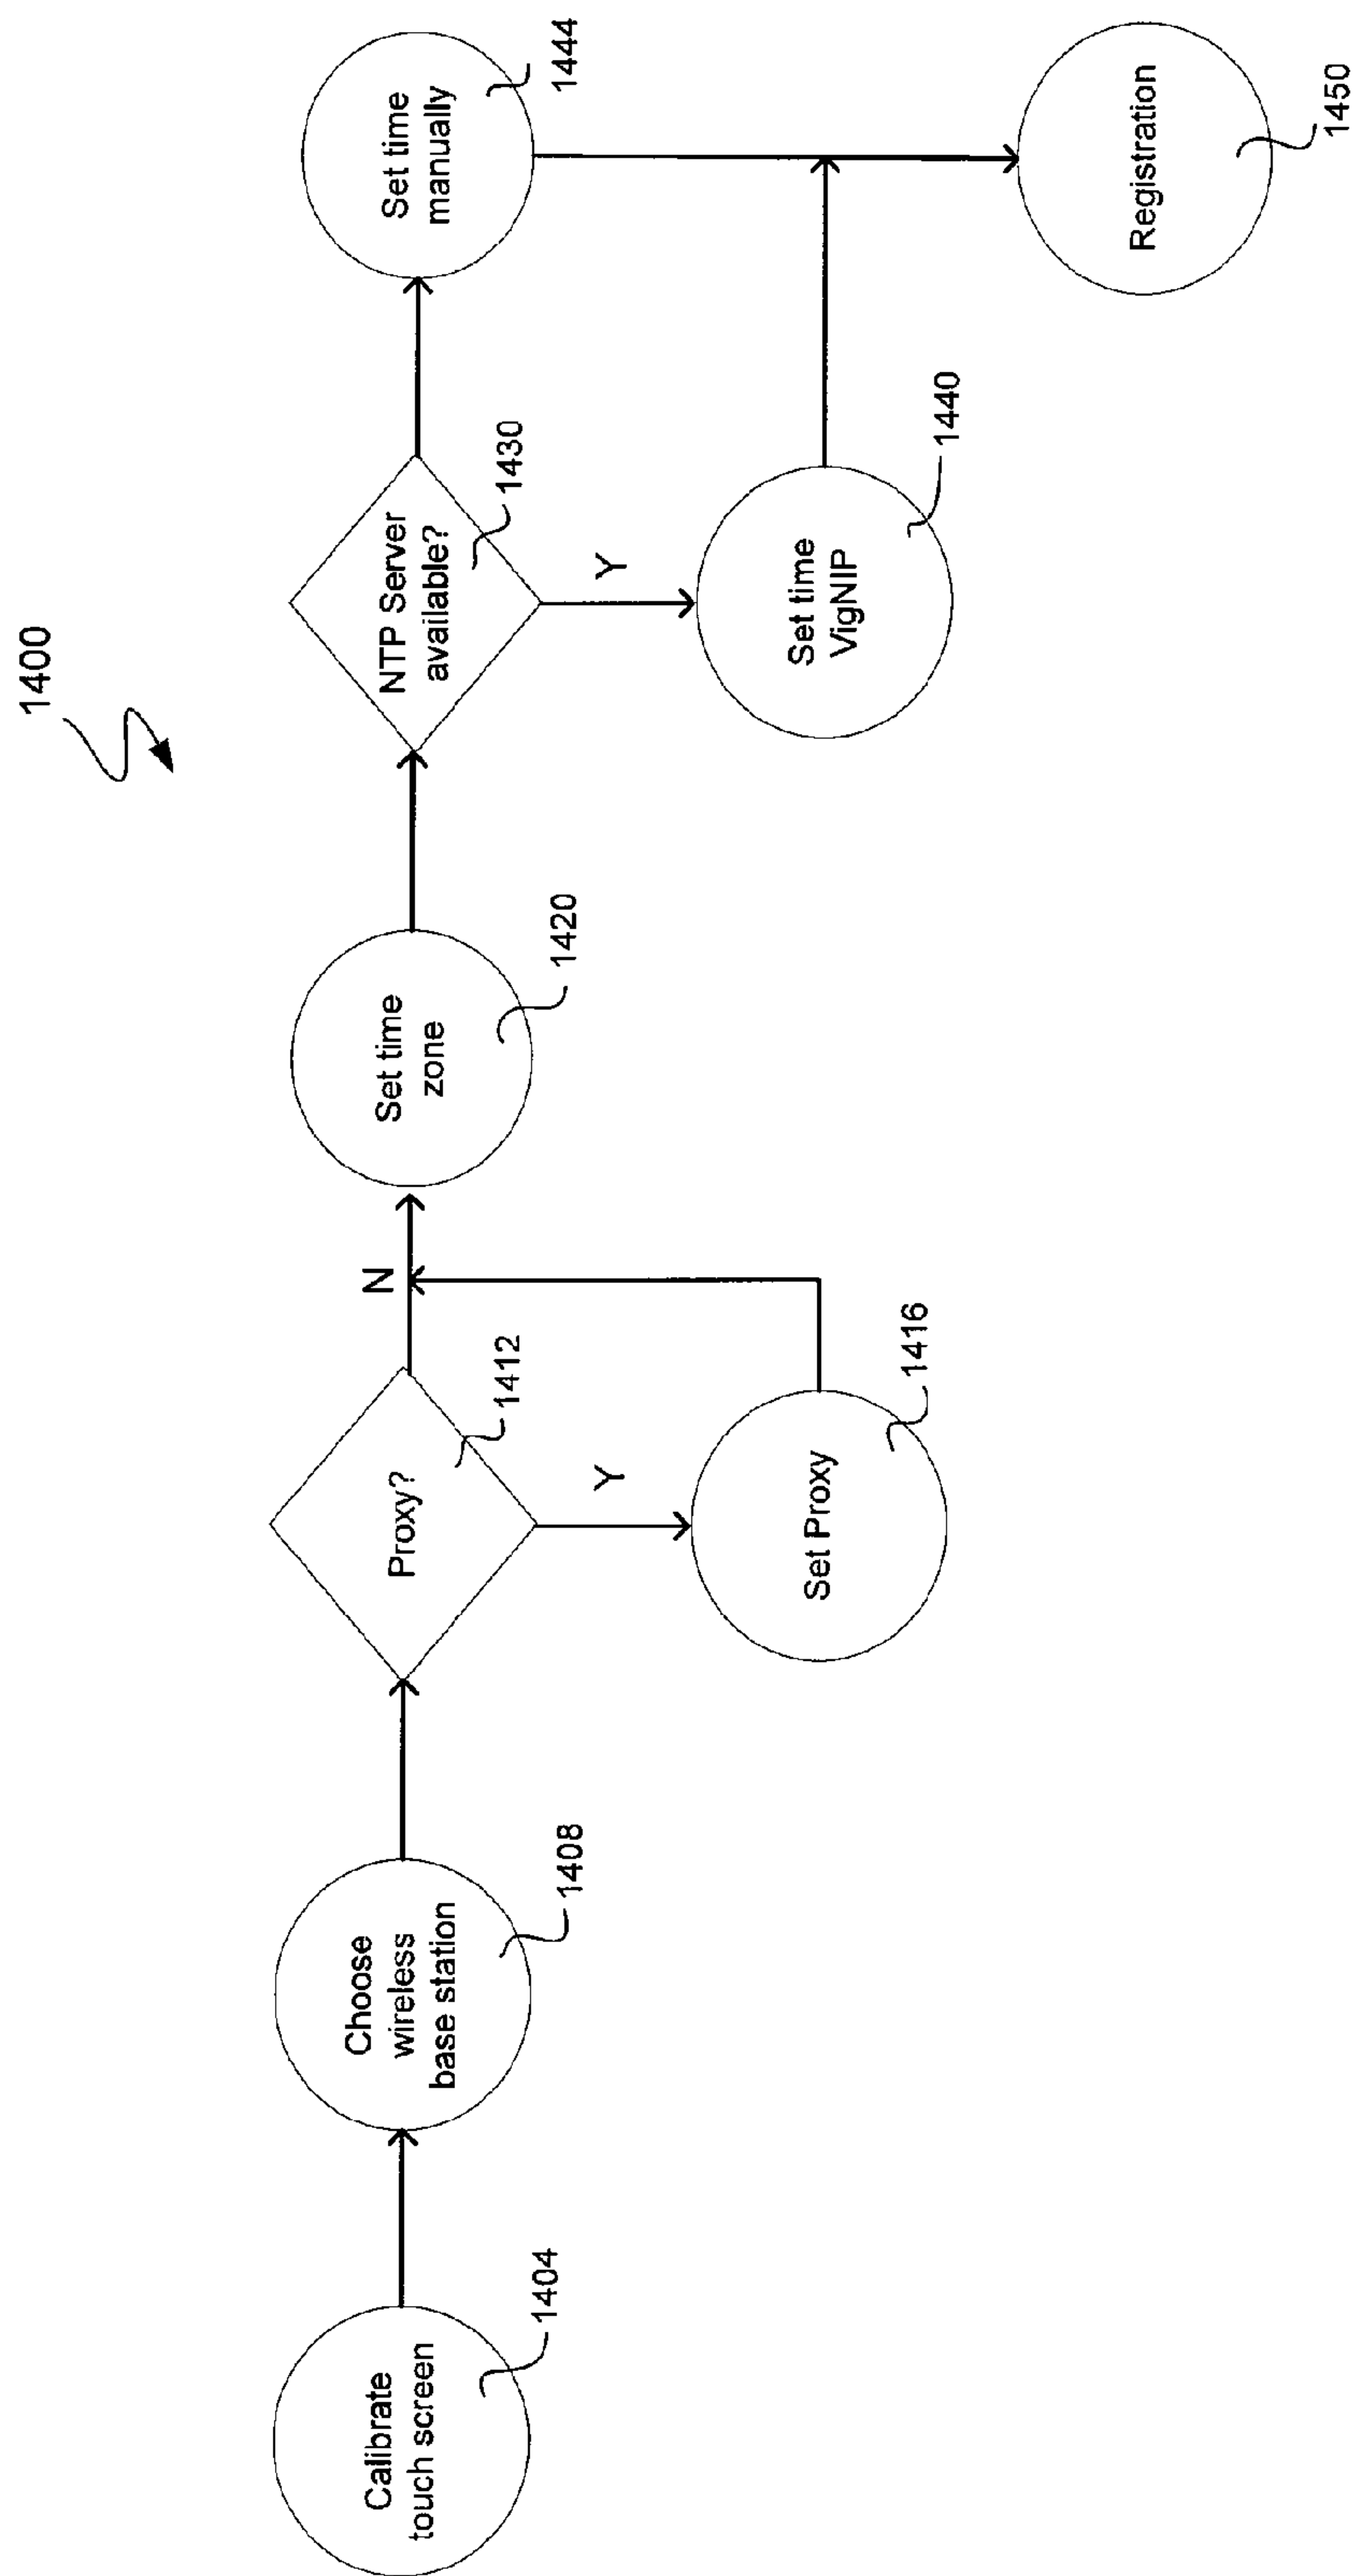 1400
Calibrate
touch screen
1404
Choose
wireless
base station
1408
Proxy?
1412
N
Y
Set Proxy
1416
Set time
zone
1420
NTP Server
available?
1430
Y
Set time
VigNIP
1440
Set time
manually
1444
Registration
1450